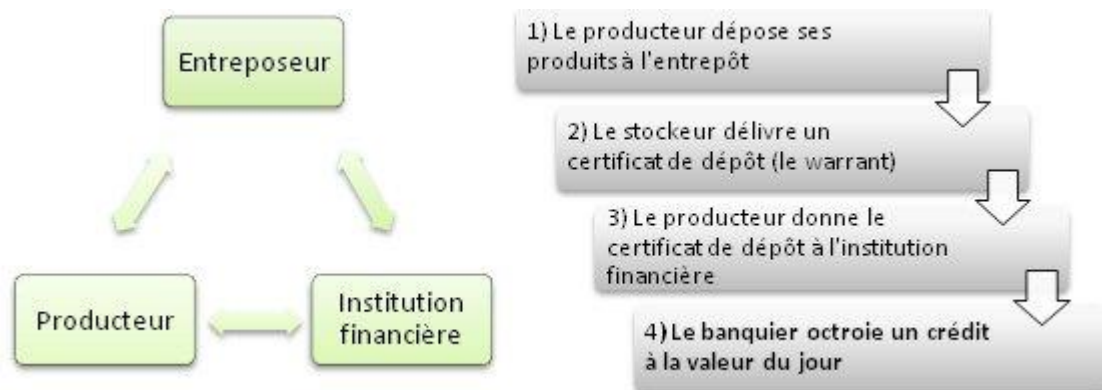 Entreposeur
Producteur
Institution
financière
1) Le producteur dépose ses
produits à l'entrepôt
2) Le stockeur délivre un
certificat de dépôt (le warrant)
3) Le producteur donne le
certificat de dépôt à l'institution
financière
4) Le banquier octroie un crédit
à la valeur du jour